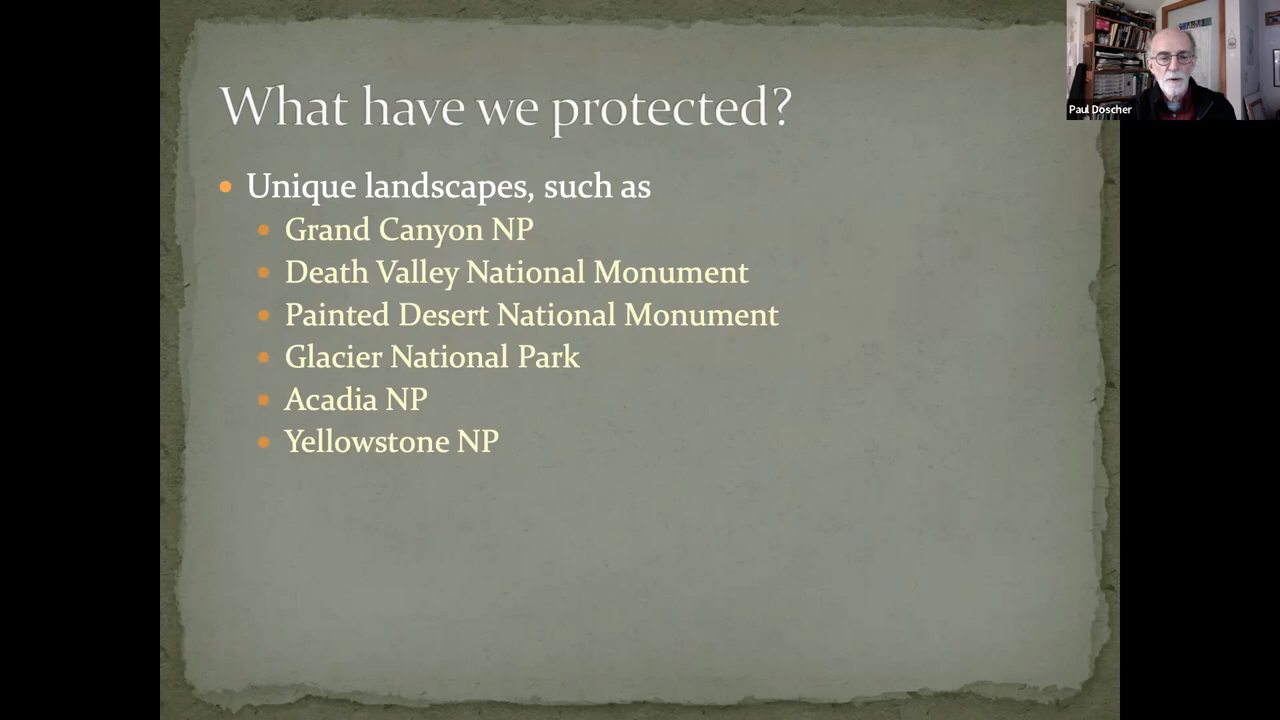 What have we protected?
Unique landscapes, such as
Grand Canyon NP
Death Valley National Monument
Painted Desert National Monument
Glacier National Park
Acadia NP
Yellowstone NP
Paul Doscher